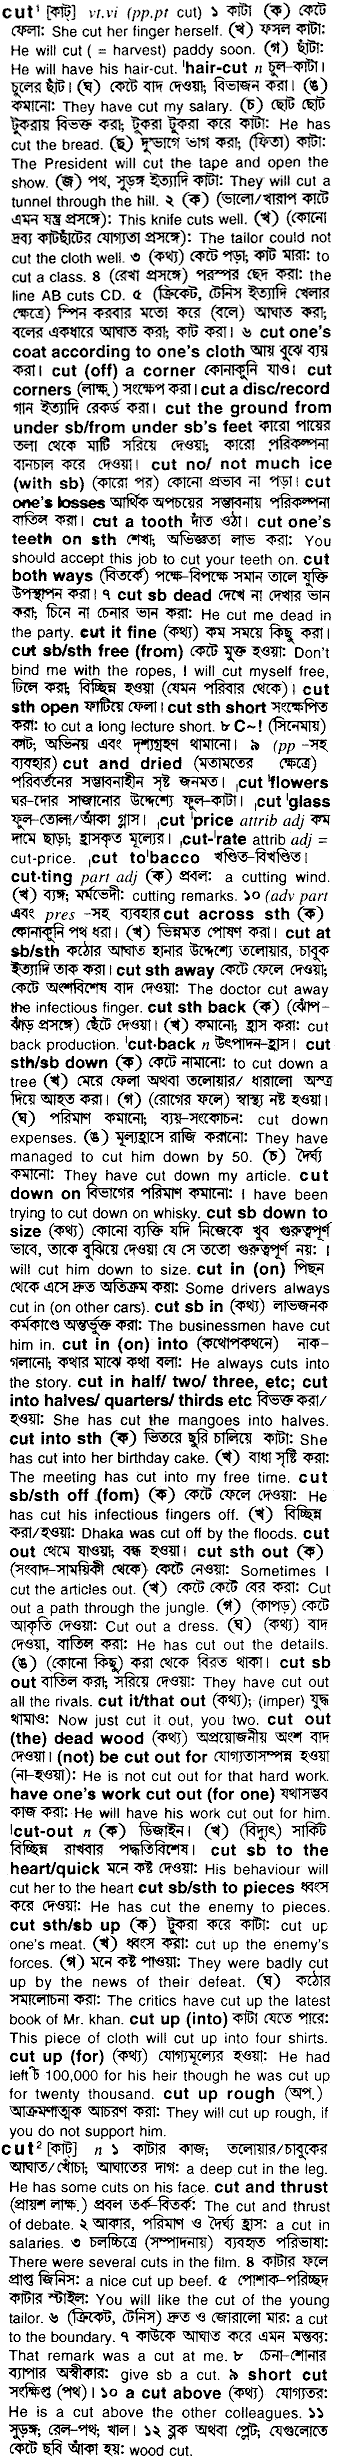 cut¹ [কাট্] vt.vi (pp.pt cut) ১ কাটা (ক) কেটে
ফেলা: She cut her finger herself. (খ) ফসল কাটা:
He will cut ( = harvest) paddy soon. (গ) ছাঁটা:
He will have his hair-cut. ˈhair-cut n চুল-কাটা।
চুলের ছাঁট। (ঘ) কেটে বাদ দেওয়া; বিভাজন করা। (ঙ)
কমানো: They have cut my salary. (চ) ছোট ছোট
টুকরায় বিভক্ত করা; টুকরা টুকরা করে কাটা: He has
cut the bread. (ছ) দু'ভাগে ভাগ করা; (ফিতা) কাটা:
The President will cut the tape and open the
show. (জ) পথ, সুড়ঙ্গ ইত্যাদি কাটা: They will cut a
tunnel through the hill. ২ (ক) (ভালো/খারাপ কাটে
এমন যন্ত্র প্রসঙ্গে): This knife cuts well. (খ) (কোনো
দ্রব্য কাটছাঁটের যোগ্যতা প্রসঙ্গে): The tailor could not
cut the cloth well. ৩ (কথ্য) কেটে পড়া; কাট মারা: to
cut a class. ৪ (রেখা প্রসঙ্গে) পরস্পর ছেদ করা: the
line AB cuts CD. ৫ (ক্রিকেট, টেনিস ইত্যাদি খেলার
ক্ষেত্রে) স্পিন করবার মতো করে (বলে) আঘাত করা;
বলের একধারে আঘাত করা; কাট করা। ৬ cut one's
coat according to one's cloth আয় বুঝে ব্যয়
করা। cut (off) a corner কোনাকুনি যাও। cut
corners (লাক্ষ.) সংক্ষেপ করা। cut a disc/record
গান ইত্যাদি রেকর্ড করা। cut the ground from
under sb/from under sb's feet কারো পায়ের
তলা থেকে মাটি সরিয়ে দেওয়া; কারো পরিকল্পনা
বানচাল করে দেওয়া। cut no/ not much ice
(with sb) (কারো পর) কোনো প্রভাব না পড়া। cut
one's losses আর্থিক অপচয়ের সম্ভাবনায় পরিকল্পনা
বাতিল করা। cut a tooth দাঁত ওঠা। cut one's
teeth on sth শেখা; অভিজ্ঞতা লাভ করা: You
should accept this job to cut your teeth on. cut
both ways (বিতর্কে) পক্ষে-বিপক্ষে সমান তালে যুক্তি
উপস্থাপন করা। ৭ cut sb dead দেখে না দেখার ভান
করা; চিনে না চেনার ভান করা: He cut me dead in
the party. cut it fine (কথ্য) কম সময়ে কিছু করা।
cut sb/sth free (from) কেটে মুক্ত হওয়া: Don't
bind me with the ropes, I will cut myself free,
ঢিলে করা; বিচ্ছিন্ন হওয়া (যেমন পরিবার থেকে)। cut
sth open ফাটিয়ে ফেলা। cut sth short সংক্ষেপিত
করা: to cut a long lecture short. ৮ C~! (সিনেমায়)
কাট; অভিনয় এবং দৃশ্যগ্রহণ থামানো। ৯ (pp -সহ
ব্যবহার) cut and dried (মতামতের ক্ষেত্রে)
পরিবর্তনের সম্ভাবনাহীন সৃষ্ট জনমত। ˌcut ˈflowers
ঘর-দোর সাজানোর উদ্দেশ্যে ফুল-কাটা। ˌcut ˈglass
ফুল-তোলা/আঁকা গ্লাস। ˌcut ˈprice attrib adj কম
দামে ছাড়া; হ্রাসকৃত মূল্যের। ˌcut-ˈrate attrib adj =
cut-price. ˌcut toˈbacco খণ্ডিত-বিখণ্ডিত।
cut·ting part adj (ক) প্রবল: a cutting wind.
(খ) ব্যঙ্গ; মর্মভেদী: cutting remarks. ১০ (adv part
এবং pres -সহ ব্যবহার cut across sth (ক)
কোনাকুনি পথ ধরা। (খ) ভিন্নমত পোষণ করা। cut at
sb/sth কঠোর আঘাত হানার উদ্দেশ্যে তলোয়ার, চাবুক
ইত্যাদি তাক করা। cut sth away কেটে ফেলে দেওয়া;
কেটে অংশবিশেষ বাদ দেওয়া: The doctor cut away
the infectious finger. cut sth back (ক) (ঝোঁপ-
ঝাঁড় প্রসঙ্গে) ছেঁটে দেওয়া। (খ) কমানো; হ্রাস করা: cut
back production. ˈcut·back n উৎপাদন-হ্রাস। cut
sth/sb down (ক) কেটে নামানো: to cut down a
tree (খ) মেরে ফেলা অথবা তলোয়ার/ ধারালো অস্ত্র
দিয়ে আহত করা। (গ) (রোগের ফলে) স্বাস্থ্য নষ্ট হওয়া।
(ঘ) পরিমাণ কমানো; ব্যয়-সংকোচন: cut down
expenses. (ঙ) মূল্যহ্রাসে রাজি করানো: They have
managed to cut him down by 50. (চ) দৈর্ঘ্য
কমানো: They have cut down my article. cut
down on বিভাগের পরিমাণ কমানো: I have been
trying to cut down on whisky. cut sb down to
size (কথ্য) কোনো ব্যক্তি যদি নিজেকে খুব গুরুত্বপূর্ণ
ভাবে, তাকে বুঝিয়ে দেওয়া যে সে ততো গুরুত্বপূর্ণ নয়: I
will cut him down to size. cut in (on) পিছন
থেকে এসে দ্রুত অতিক্রম করা: Some drivers always
cut in (on other cars). cut sb in (কথ্য) লাভজনক
কর্মকাণ্ডে অন্তর্ভুক্ত করা: The businessmen have cut
him in. cut in (on) into (কথোপকথনে) নাক-
গলানো; কথার মাঝে কথা বলা: He always cuts into
the story. cut in half/ two/ three, etc; cut
into halves/ quarters/ thirds etc বিভক্ত করা/
হওয়া: She has cut the mangoes into halves.
cut into sth (ক) ভিতরে ছুরি চালিয়ে কাটা: She
has cut into her birthday cake. (খ) বাধা সৃষ্টি করা:
The meeting has cut into my free time. cut
sb/sth off (fom) (ক) কেটে ফেলে দেওয়া: He
has cut his infectious fingers off. (খ) বিচ্ছিন্ন
করা/হওয়া: Dhaka was cut off by the floods. cut
out থেমে যাওয়া; বন্ধ হওয়া। cut sth out (ক)
(সংবাদ-সাময়িকী থেকে) কেটে নেওয়া: Sometimes I
cut the articles out. (খ) কেটে কেটে বের করা: Cut
out a path through the jungle. (গ) (কাপড়) কেটে
আকৃতি দেওয়া: Cut out a dress. (ঘ) (কথ্য) বাদ
দেওয়া, বাতিল করা: He has cut out the details.
(ঙ) (কোনো কিছু) করা থেকে বিরত থাকা। cut sb
out বাতিল করা; সরিয়ে দেওয়া: They have cut out
all the rivals. cut it/that out (কথ্য); (imper) যুদ্ধ
থামাও: Now just cut it out, you two. cut out
(the) dead wood (কথ্য) অপ্রয়োজনীয় অংশ বাদ
দেওয়া। (not) be cut out for যোগ্যতাসম্পন্ন হওয়া
(না-হওয়া): He is not cut out for that hard work.
have one's work cut out (for one) যথাসম্ভব
কাজ করা: He will have his work cut out for him.
ˈcut-out n (ক) ডিজাইন। (খ) (বিদ্যুৎ) সার্কিট
বিচ্ছিন্ন রাখবার পদ্ধতিবিশেষ। cut sb to the
heart/quick মনে কষ্ট দেওয়া: His behaviour will
cut her to the heart cut sb/sth to pieces ধ্বংস
করে দেওয়া: He has cut the enemy to pieces.
cut sth/sb up (ক) টুকরা করে কাটা: cut up
one's meat. (খ) ধ্বংস করা: cut up the enemy's
forces. (গ) মনে কষ্ট পাওয়া: They were badly cut
up by the news of their defeat. (ঘ) কঠোর
সমালোচনা করা: The critics have cut up the latest
book of Mr. khan. cut up (into) কাটা যেতে পারে:
This piece of cloth will cut up into four shirts.
cut up (for) (কথ্য) যোগ্যমূল্যের হওয়া: He had
left ৳ 100,000 for his heir though he was cut up
for twenty thousand. cut up rough (অপ.)
আক্রমণাত্মক আচরণ করা: They will cut up rough, if
you do not support him.
cut² [কাট্] n ১ কাটার কাজ; তলোয়ার/চাবুকের
আঘাত/খোঁচা; আঘাতের দাগ: a deep cut in the leg.
He has some cuts on his face. cut and thrust
(প্রায়শ লাক্ষ.) প্রবল তর্ক-বিতর্ক: The cut and thrust
of debate. ২ আকার, পরিমাণ ও দৈর্ঘ্য হ্রাস: a cut in
salaries. ৩ চলচ্চিত্রে (সম্পাদনায়) ব্যবহৃত পরিভাষা:
There were several cuts in the film. ৪ কাটার ফলে
প্রাপ্ত জিনিস: a nice cut up beef. ৫ পোশাক-পরিচ্ছদ
কাটার স্টাইল: You will like the cut of the young
tailor. ৬ (ক্রিকেট, টেনিস) দ্রুত ও জোরালো মার: a cut
to the boundary. ৭ কাউকে আঘাত করে এমন মন্তব্য:
That remark was a cut at me. ৮ চেনা-শোনার
ব্যাপার অস্বীকার: give sb a cut. ৯ short cut
সংক্ষিপ্ত (পথ)। ১০ a cut above (কথ্য) যোগ্যতর:
He is a cut above the other colleagues. ১১
সুড়ঙ্গ; রেল-পথ; খাল। ১২ ব্লক অথবা প্লেট; যেগুলোতে
কেটে ছবি আঁকা হয়: wood cut.